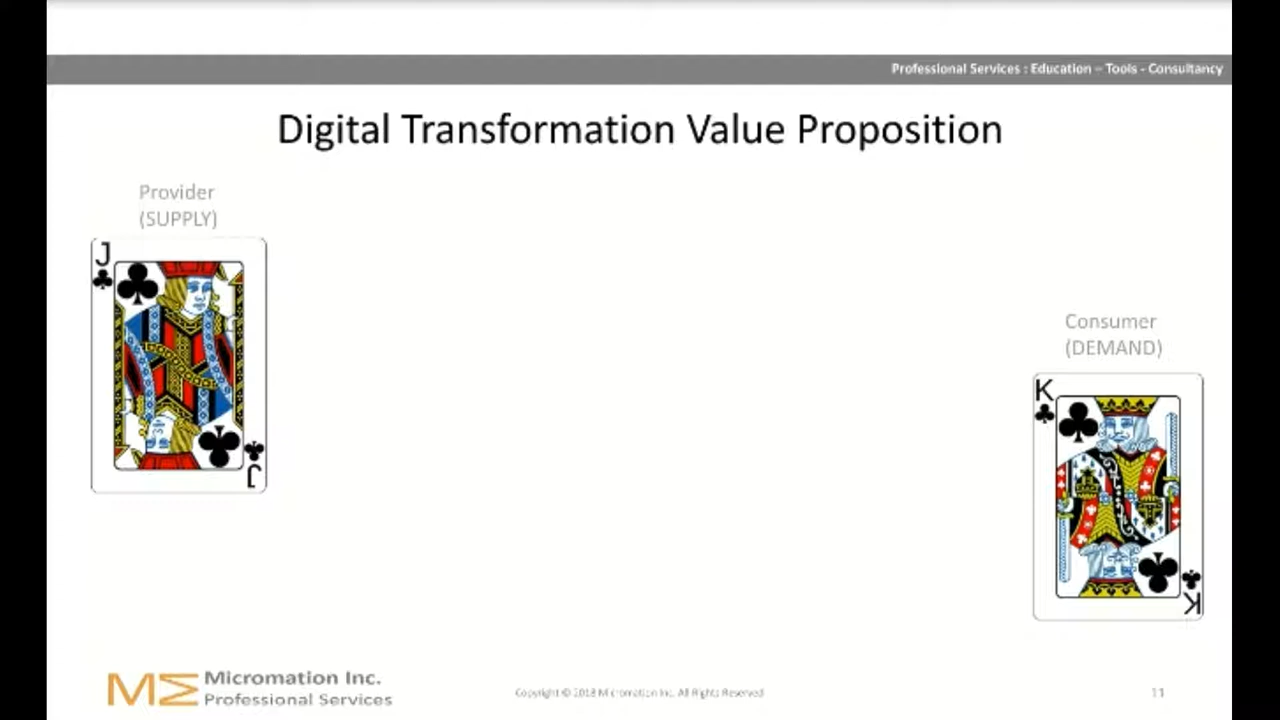 Professional Services : Education – Tools - Consultancy
Digital Transformation Value Proposition
Provider
(SUPPLY)
J
J
Consumer
(DEMAND)
K
K
ME Micromation Inc.
Professional Services
Copyright © 2018 Micromation Inc. All Rights Reserved
11